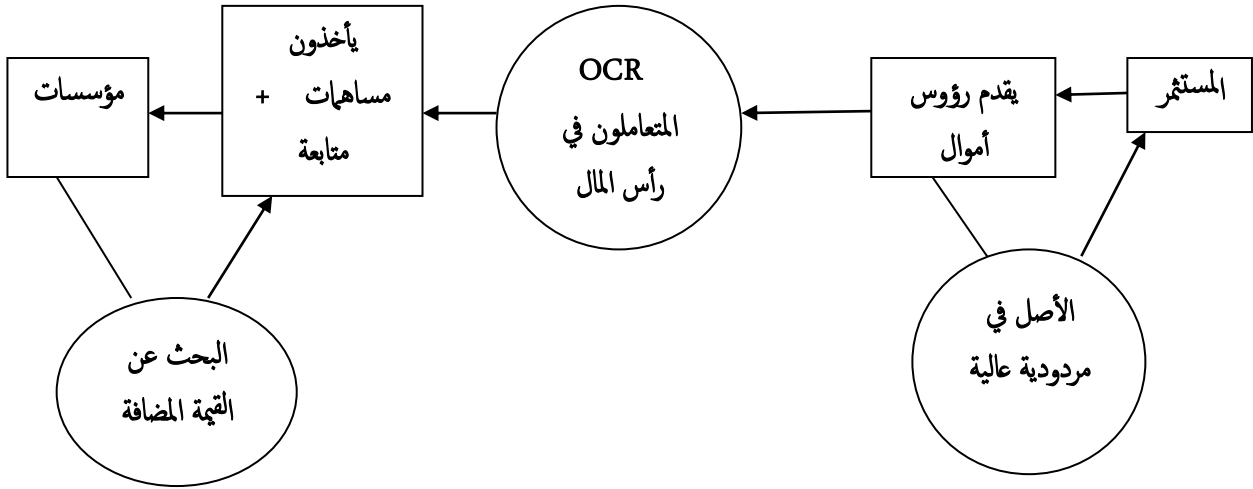 المستثمر
يقدم رؤوس
أموال
OCR
المتعاملون في
رأس المال
يأخذون
مساهمات +
متابعة
مؤسسات
الأصل في
مردودية عالية
البحث عن
القيمة المضافة